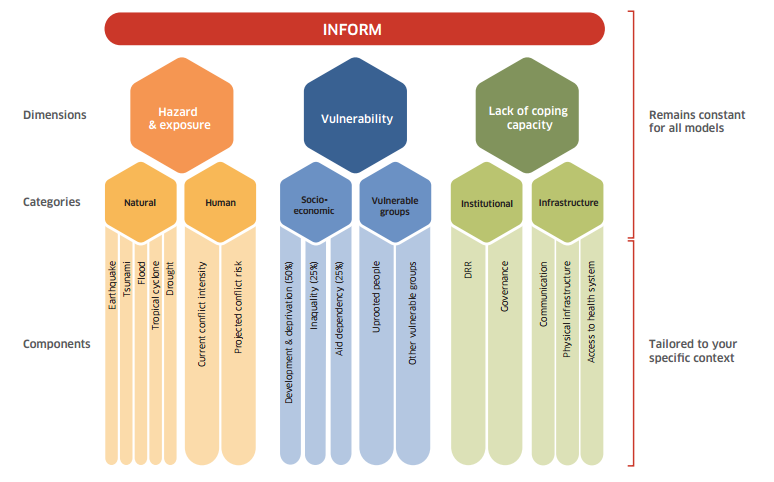 INFORM
Dimensions
Hazard
& exposure
Vulnerability
Lack of coping
capacity
Remains constant
for all models
Categories
Natural
Human
Socio-
economic
Vulnerable
groups
Institutional
Infrastructure
Components
Earthquake
Tsunami
Flood
Tropical cyclone
Drought
Current conflict intensity
Projected conflict risk
Development & deprivation (50%)
Inaquality (25%)
Aid dependency (25%)
Uprooted people
Other vulnerable groups
DRR
Governance
Communication
Physical infrastructure
Access to health system
Tailored to your
specific context